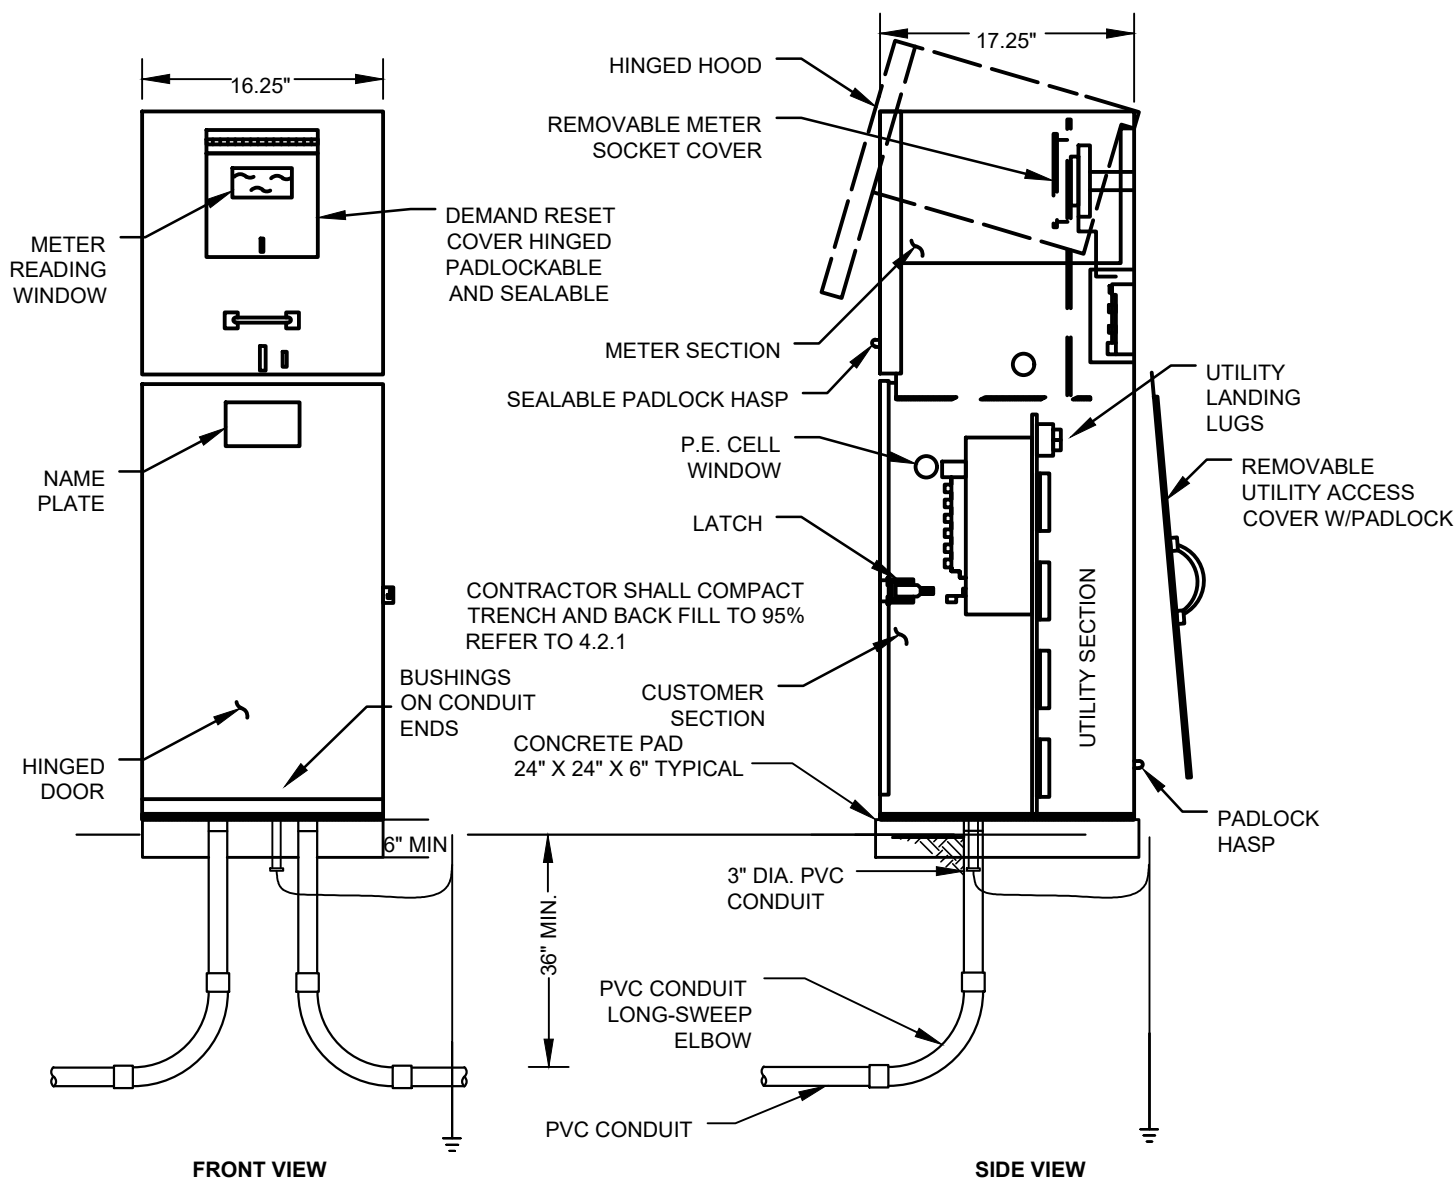 16.25"
METER
READING
WINDOW
DEMAND RESET
COVER HINGED
PADLOCKABLE
AND SEALABLE
NAME
PLATE
HINGED
DOOR
BUSHINGS
ON CONDUIT
ENDS
6" MIN
36" MIN.
FRONT VIEW
17.25"
HINGED HOOD
REMOVABLE METER
SOCKET COVER
METER SECTION
SEALABLE PADLOCK HASP
P.E. CELL
WINDOW
LATCH
CONTRACTOR SHALL COMPACT
TRENCH AND BACK FILL TO 95%
REFER TO 4.2.1
CUSTOMER
SECTION
CONCRETE PAD
24" X 24" X 6" TYPICAL
UTILITY
LANDING
LUGS
REMOVABLE
UTILITY ACCESS
COVER W/PADLOCK
UTILITY SECTION
PADLOCK
HASP
3" DIA. PVC
CONDUIT
PVC CONDUIT
LONG-SWEEP
ELBOW
PVC CONDUIT
SIDE VIEW